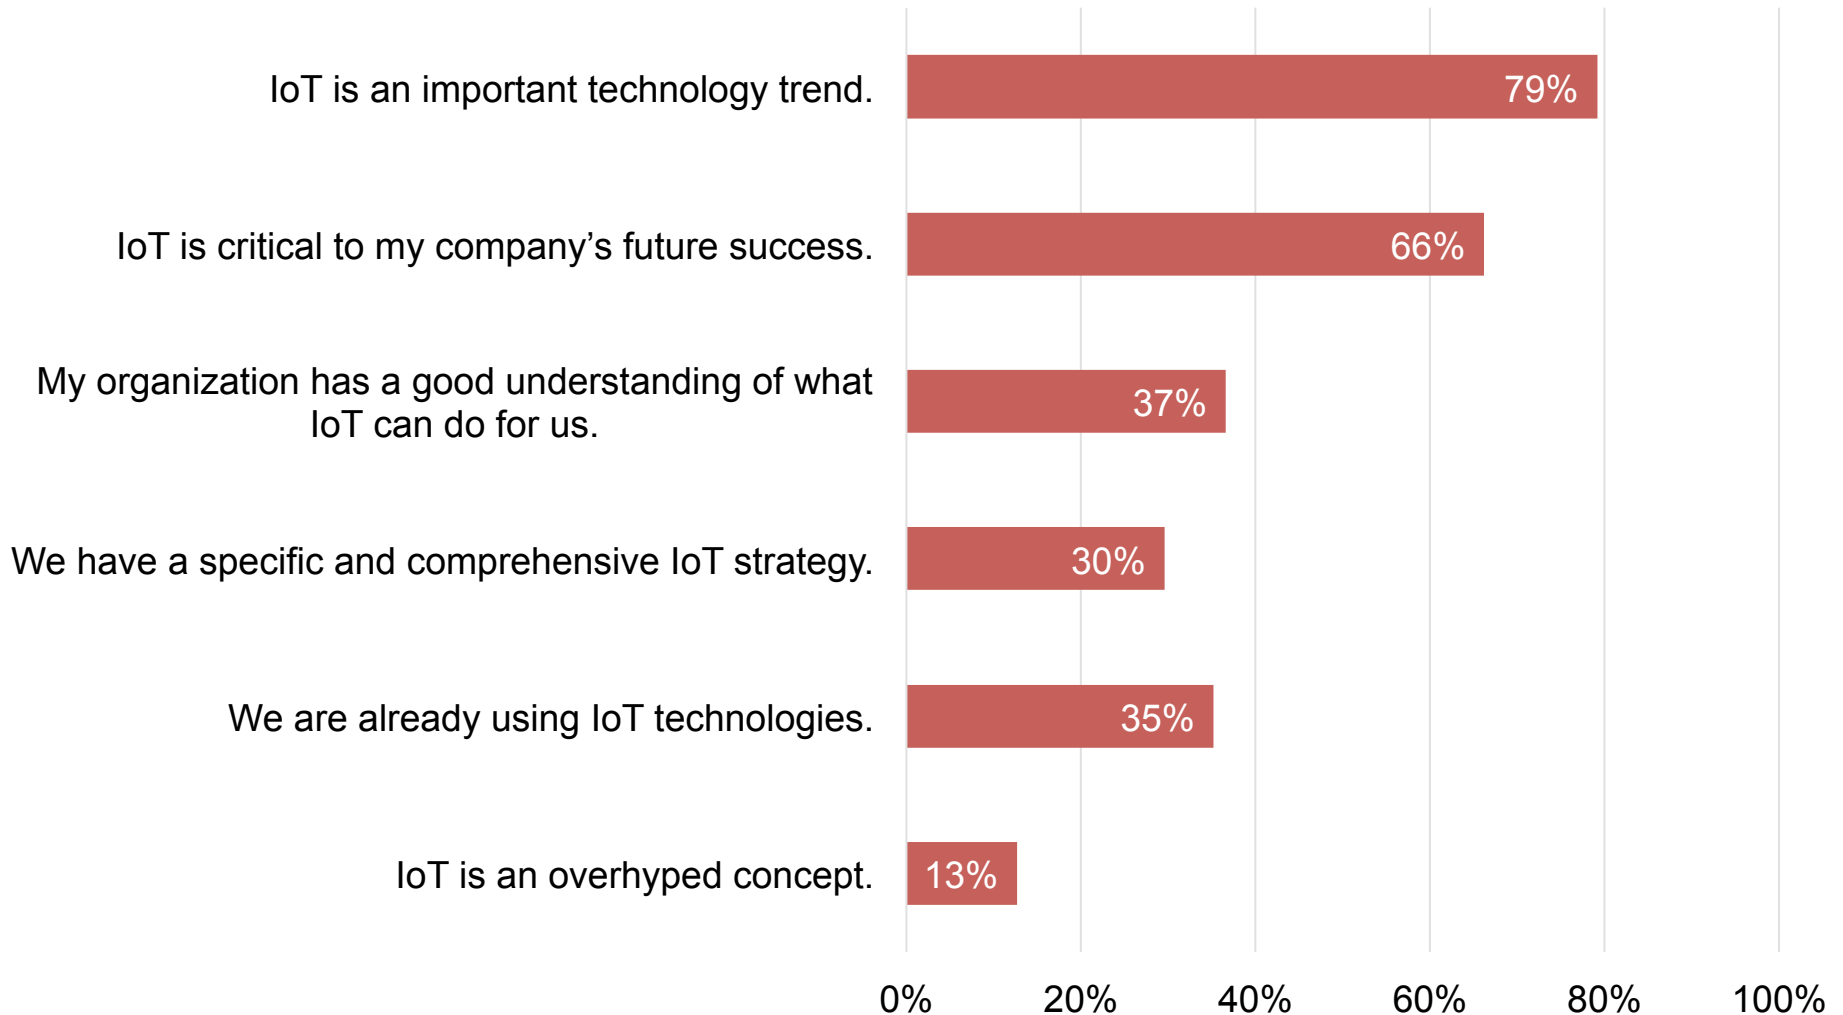 IoT is an important technology trend.
79%
IoT is critical to my company’s future success.
66%
My organization has a good understanding of what
IoT can do for us.
37%
We have a specific and comprehensive IoT strategy.
30%
We are already using IoT technologies.
35%
IoT is an overhyped concept.
13%
0% 20% 40% 60% 80% 100%